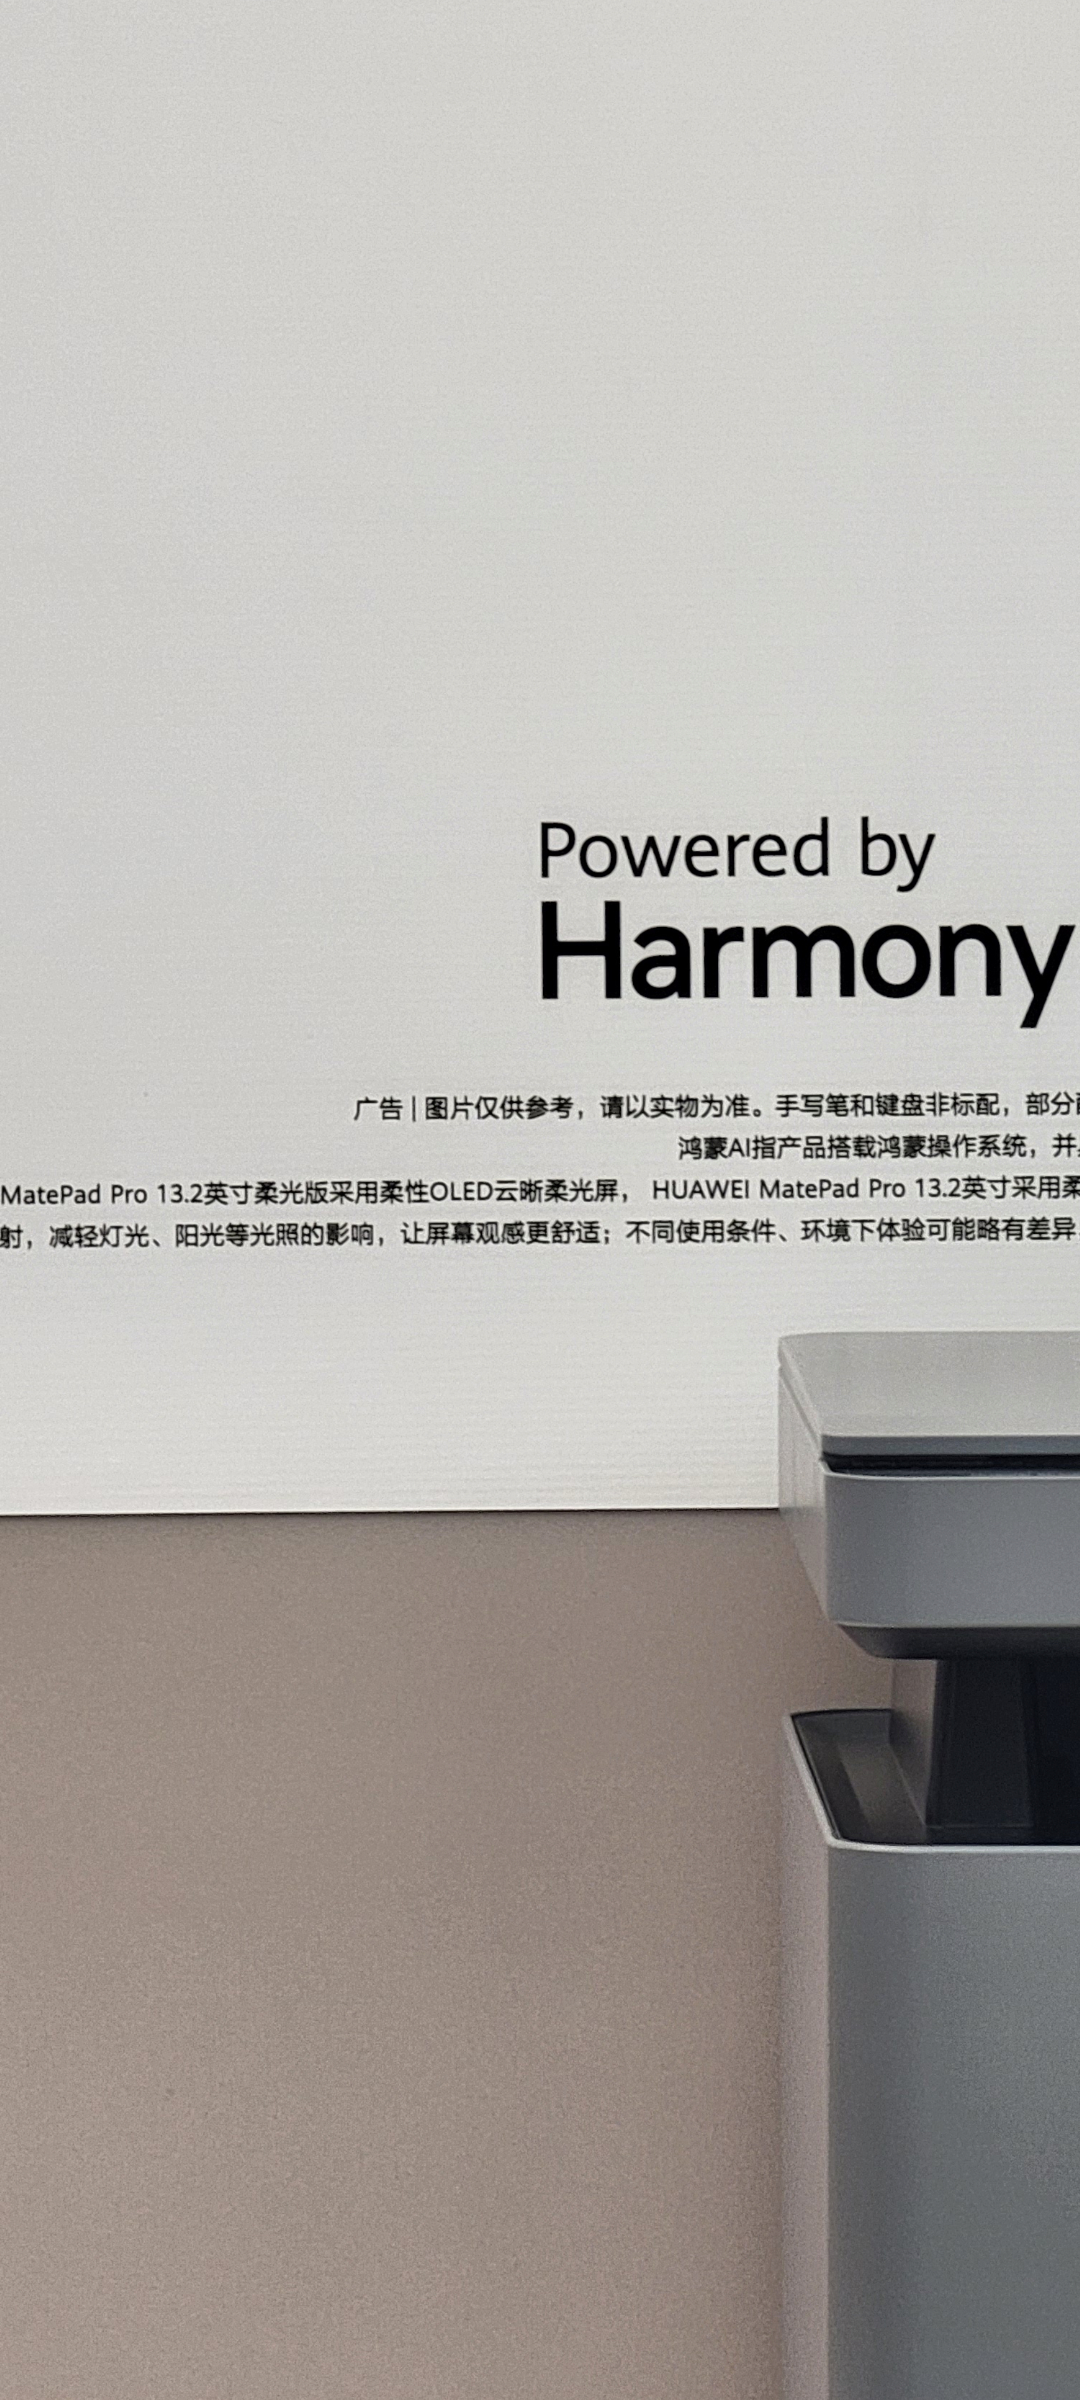 Powered by
Harmony
广告 | 图片仅供参考，请以实物为准。手写笔和键盘非标配，部分
鸿蒙AI指产品搭载鸿蒙操作系统，并
MatePad Pro 13.2英寸柔光版采用柔性OLED云晰柔光屏， HUAWEI MatePad Pro 13.2英寸采用柔
射，减轻灯光、阳光等光照的影响，让屏幕观感更舒适；不同使用条件、环境下体验可能略有差异